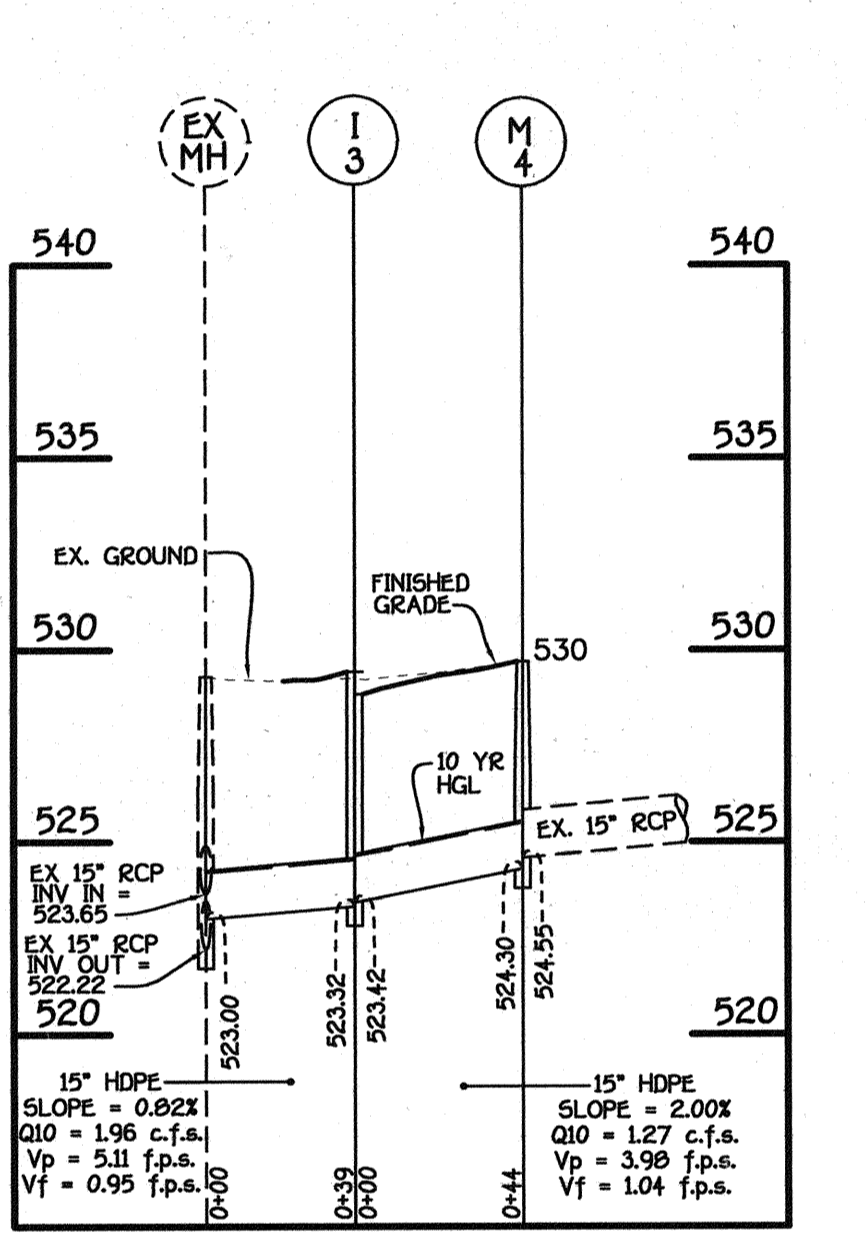 EX
MH
I
3
M
4
540
540
535
535
EX. GROUND
FINISHED
GRADE
530
530
530
10 YR
HGL
525
525
EX. 15" RCP
EX 15" RCP
INV IN =
523.65
EX 15" RCP
INV OUT =
522.22
523.00
523.32
523.42
524.30
524.55
520
520
15" HDPE
SLOPE = 0.82%
Q10 = 1.96 c.f.s.
Vp = 5.11 f.p.s.
Vf = 0.95 f.p.s.
15" HDPE
SLOPE = 2.00%
Q10 = 1.27 c.f.s.
Vp = 3.98 f.p.s.
Vf = 1.04 f.p.s.
0+00
0+39
0+00
0+44